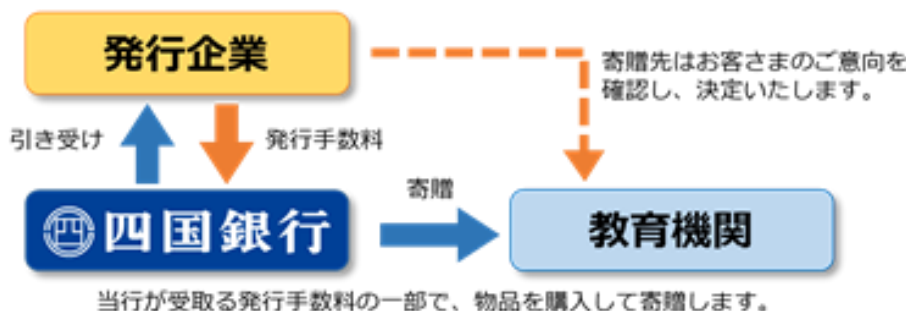 発行企業
寄贈先はお客さまのご意向を
確認し、決定いたします。
引き受け
発行手数料
四国銀行
寄贈
教育機関
当行が受取る発行手数料の一部で、物品を購入して寄贈します。